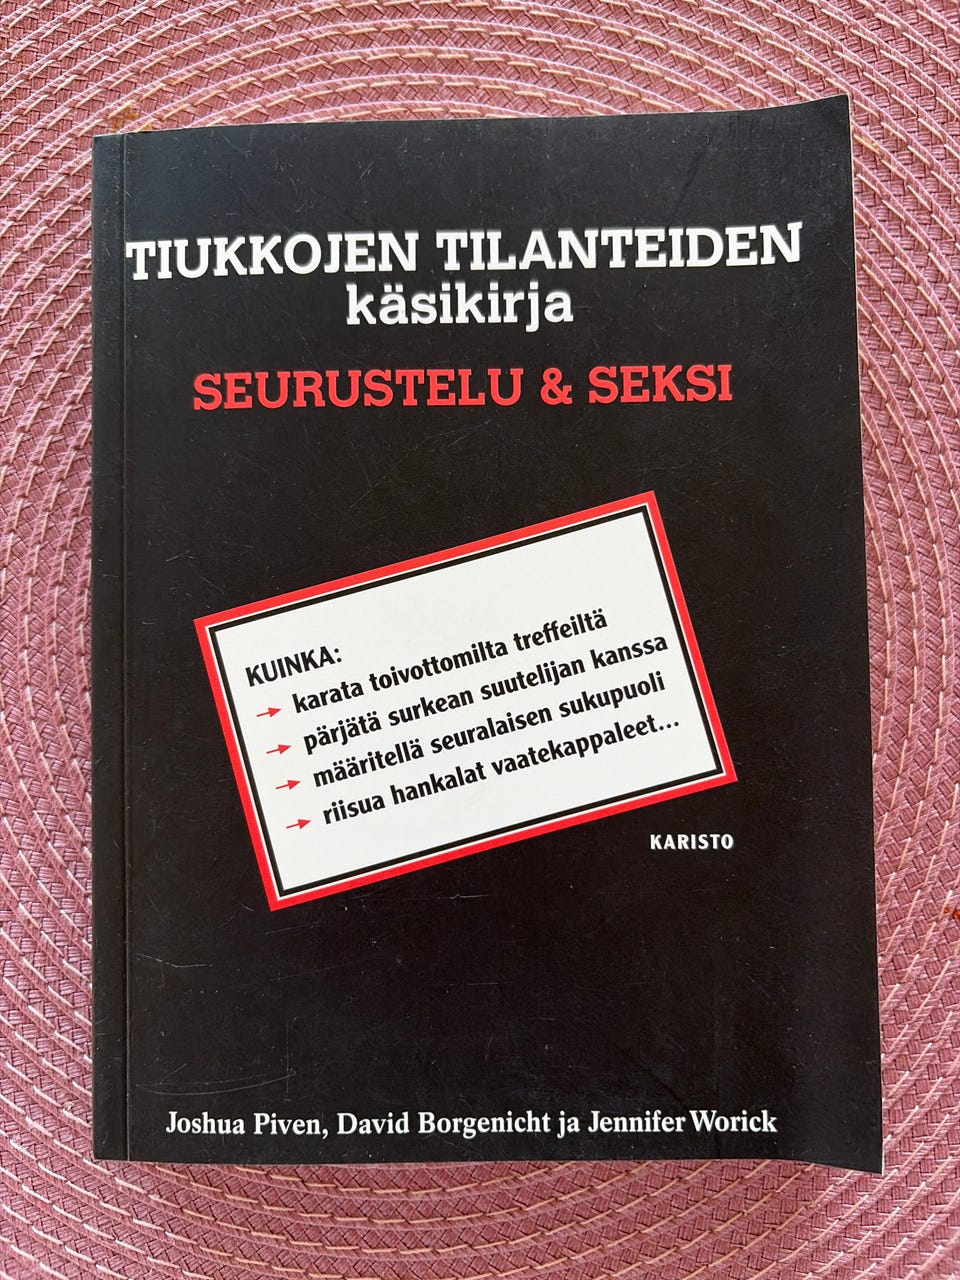 TIUKKOJEN TILANTEIDEN
käsikirja
SEURUSTELU & SEKSI
KUINKA:
→ karata toivottomilta treffeiltä
→ pärjätä surkean suutelijan kanssa
→ määritellä seuralaisen sukupuoli
→ riisua hankalat vaatekappaleet...
KARISTO
Joshua Piven, David Borgenicht ja Jennifer Worick